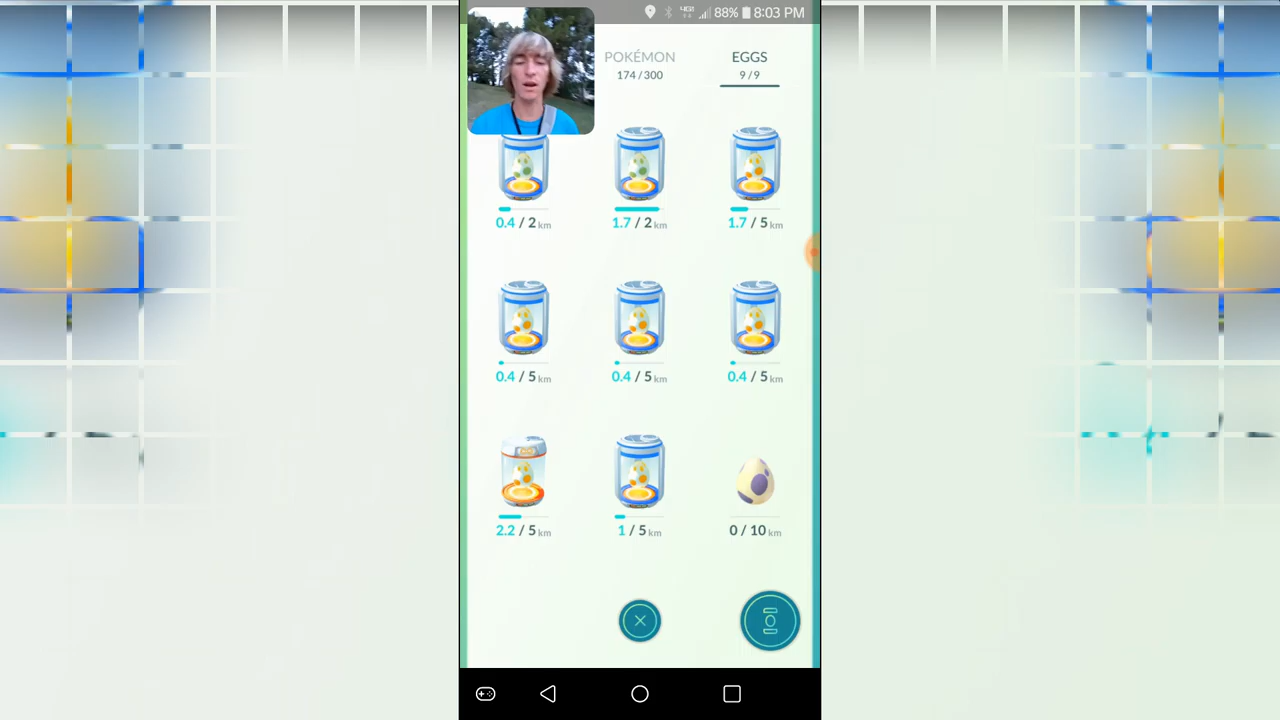 4G 88% 8:03 PM
POKÉMON EGGS
174 / 300 9 / 9
0.4 / 2 km 1.7 / 2 km 1.7 / 5 km
0.4 / 5 km 0.4 / 5 km 0.4 / 5 km
2.2 / 5 km 1 / 5 km 0 / 10 km